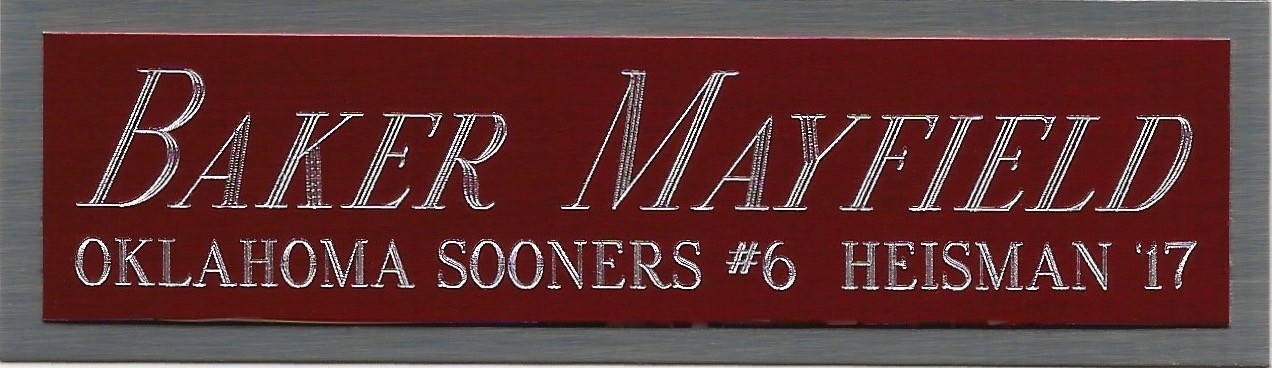 BAKER MAYFIELD
OKLAHOMA SOONERS #6 HEISMAN '17